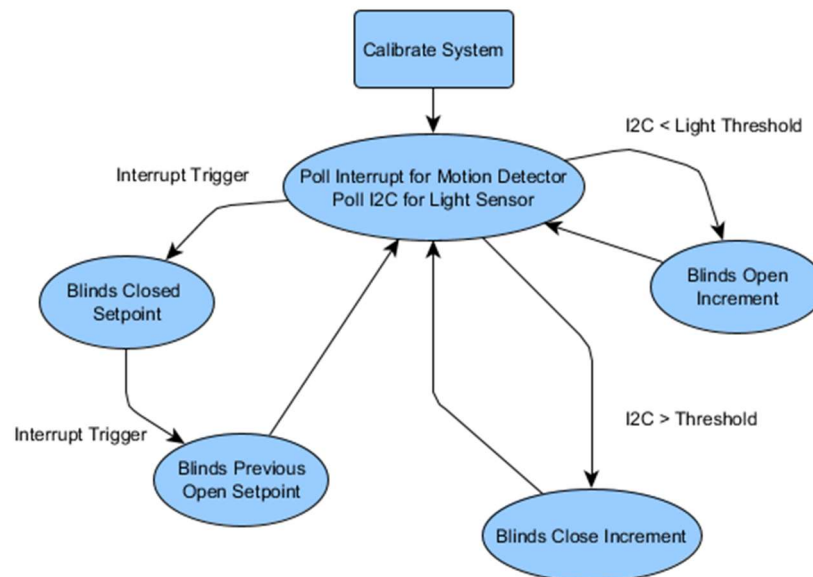 Calibrate System
I2C < Light Threshold
Poll Interrupt for Motion Detector
Poll I2C for Light Sensor
Interrupt Trigger
Blinds Closed
Setpoint
Blinds Open
Increment
Interrupt Trigger
I2C > Threshold
Blinds Previous
Open Setpoint
Blinds Close Increment